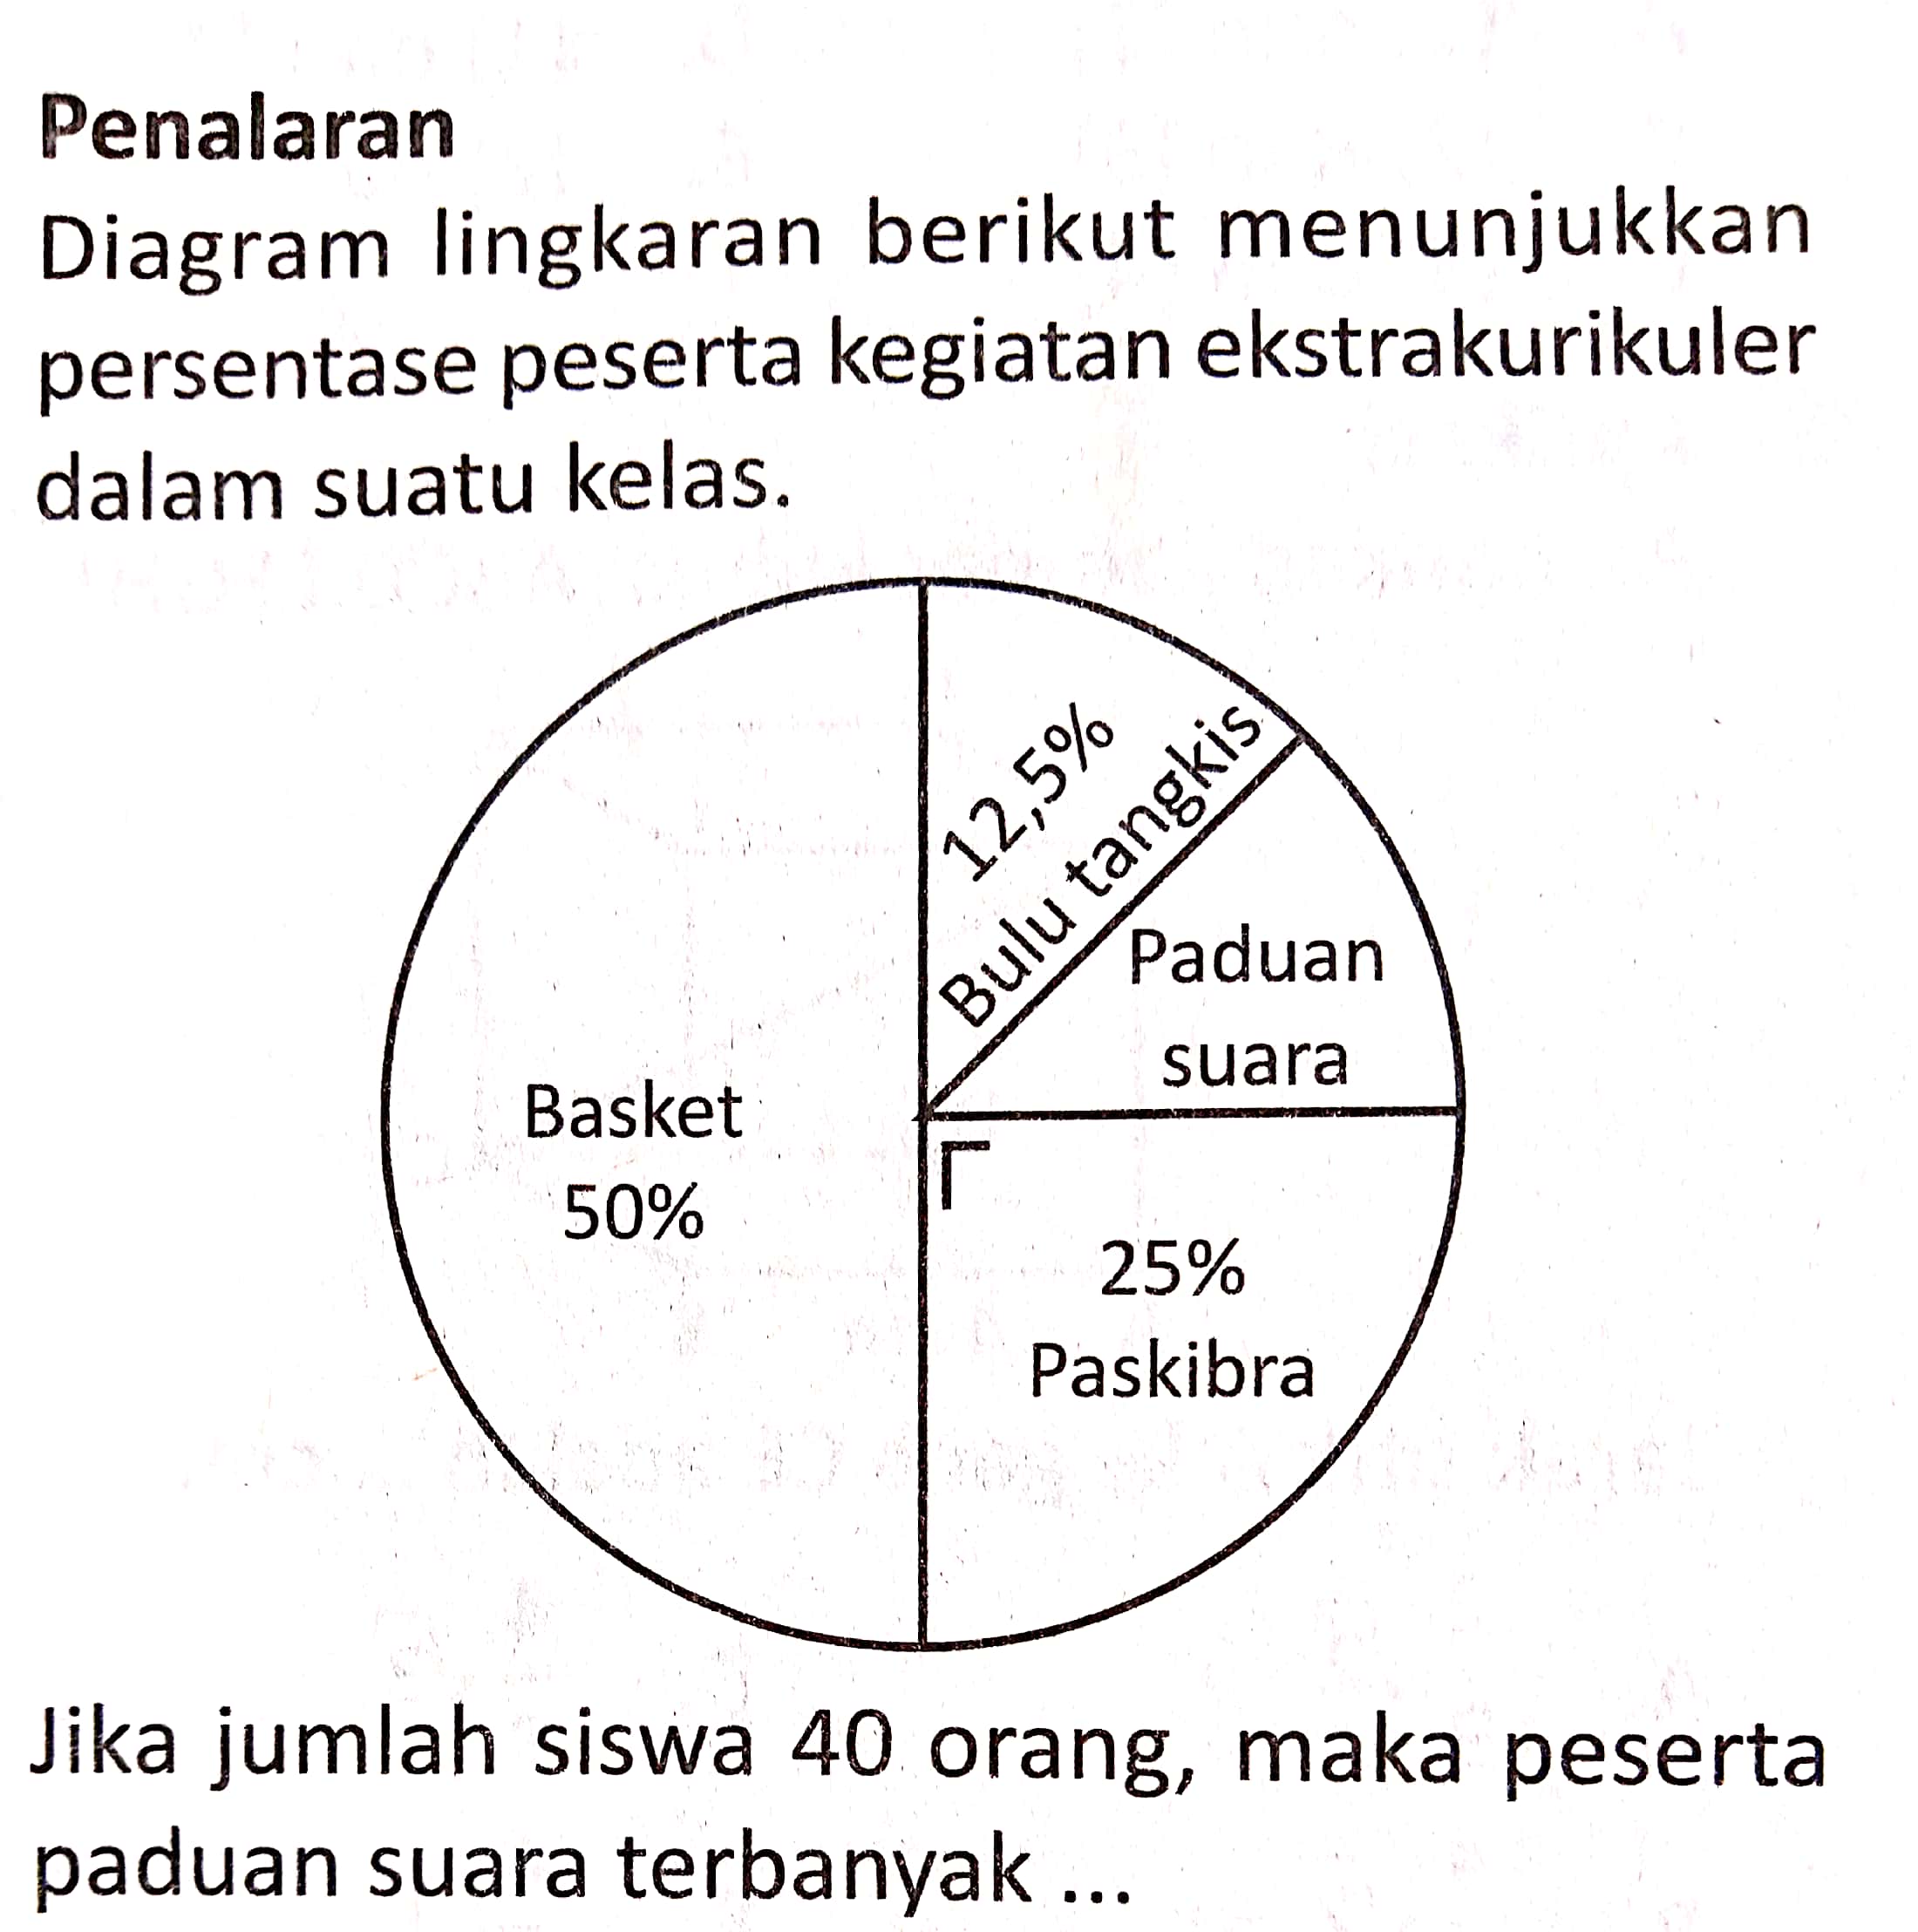 Penalaran
Diagram lingkaran berikut menunjukkan
persentase peserta kegiatan ekstrakurikuler
dalam suatu kelas.
12,5%
Bulu tangkis
Paduan
suara
Basket
50%
25%
Paskibra
Jika jumlah siswa 40 orang, maka peserta
paduan suara terbanyak ...